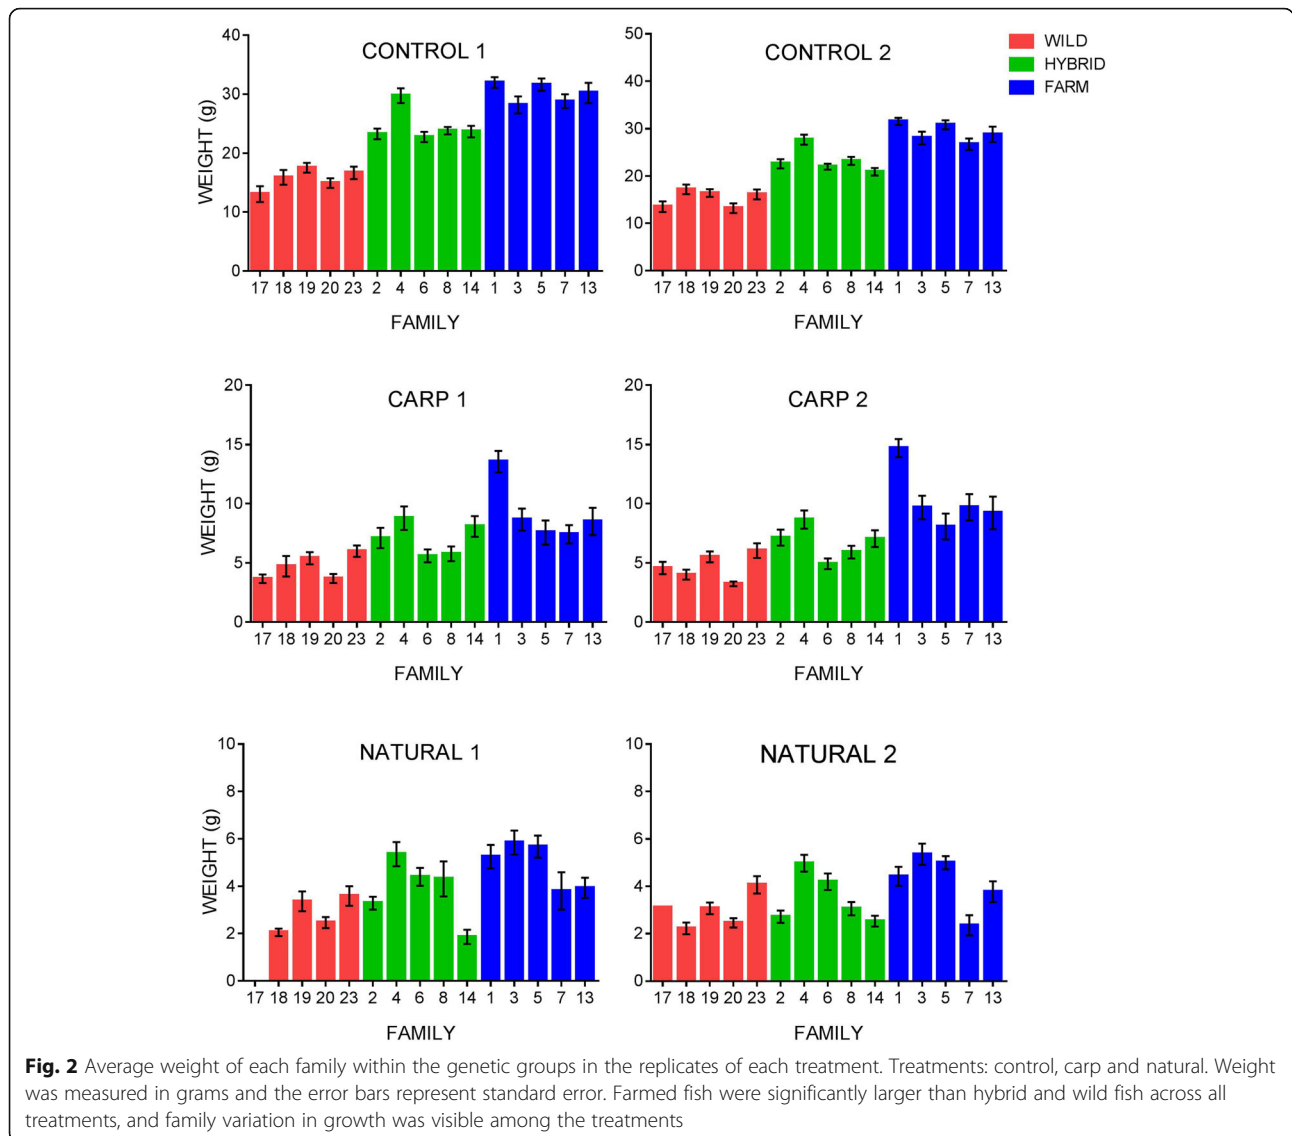 CONTROL 1
WEIGHT (g)
40
30
20
10
0
17 18 19 20 23 2 4 6 8 14 1 3 5 7 13
FAMILY
CONTROL 2
50
40
30
20
10
0
17 18 19 20 23 2 4 6 8 14 1 3 5 7 13
FAMILY
WILD
HYBRID
FARM
CARP 1
WEIGHT (g)
20
15
10
5
0
17 18 19 20 23 2 4 6 8 14 1 3 5 7 13
FAMILY
CARP 2
20
15
10
5
0
17 18 19 20 23 2 4 6 8 14 1 3 5 7 13
FAMILY
NATURAL 1
WEIGHT (g)
10
8
6
4
2
0
17 18 19 20 23 2 4 6 8 14 1 3 5 7 13
FAMILY
NATURAL 2
10
8
6
4
2
0
17 18 19 20 23 2 4 6 8 14 1 3 5 7 13
FAMILY
Fig. 2 Average weight of each family within the genetic groups in the replicates of each treatment. Treatments: control, carp and natural. Weight
was measured in grams and the error bars represent standard error. Farmed fish were significantly larger than hybrid and wild fish across all
treatments, and family variation in growth was visible among the treatments